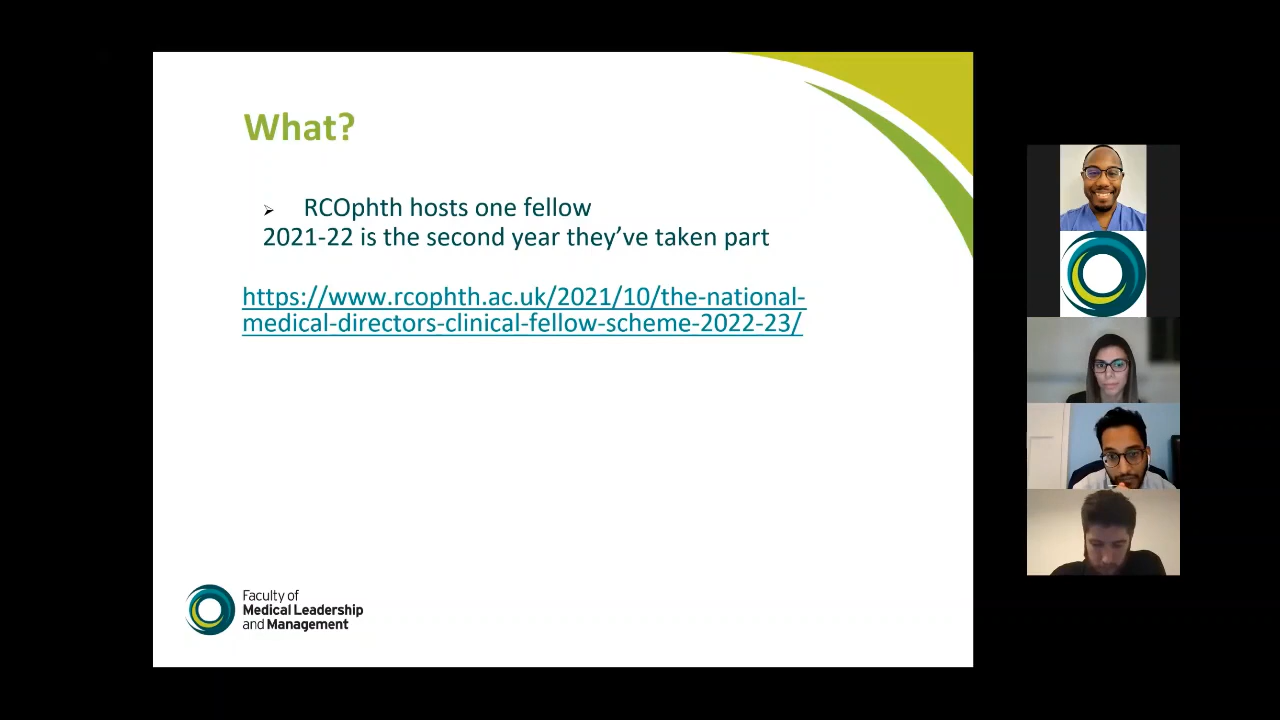 What?
RCOphth hosts one fellow
2021-22 is the second year they’ve taken part
https://www.rcophth.ac.uk/2021/10/the-national-
medical-directors-clinical-fellow-scheme-2022-23/
Faculty of
Medical Leadership
and Management